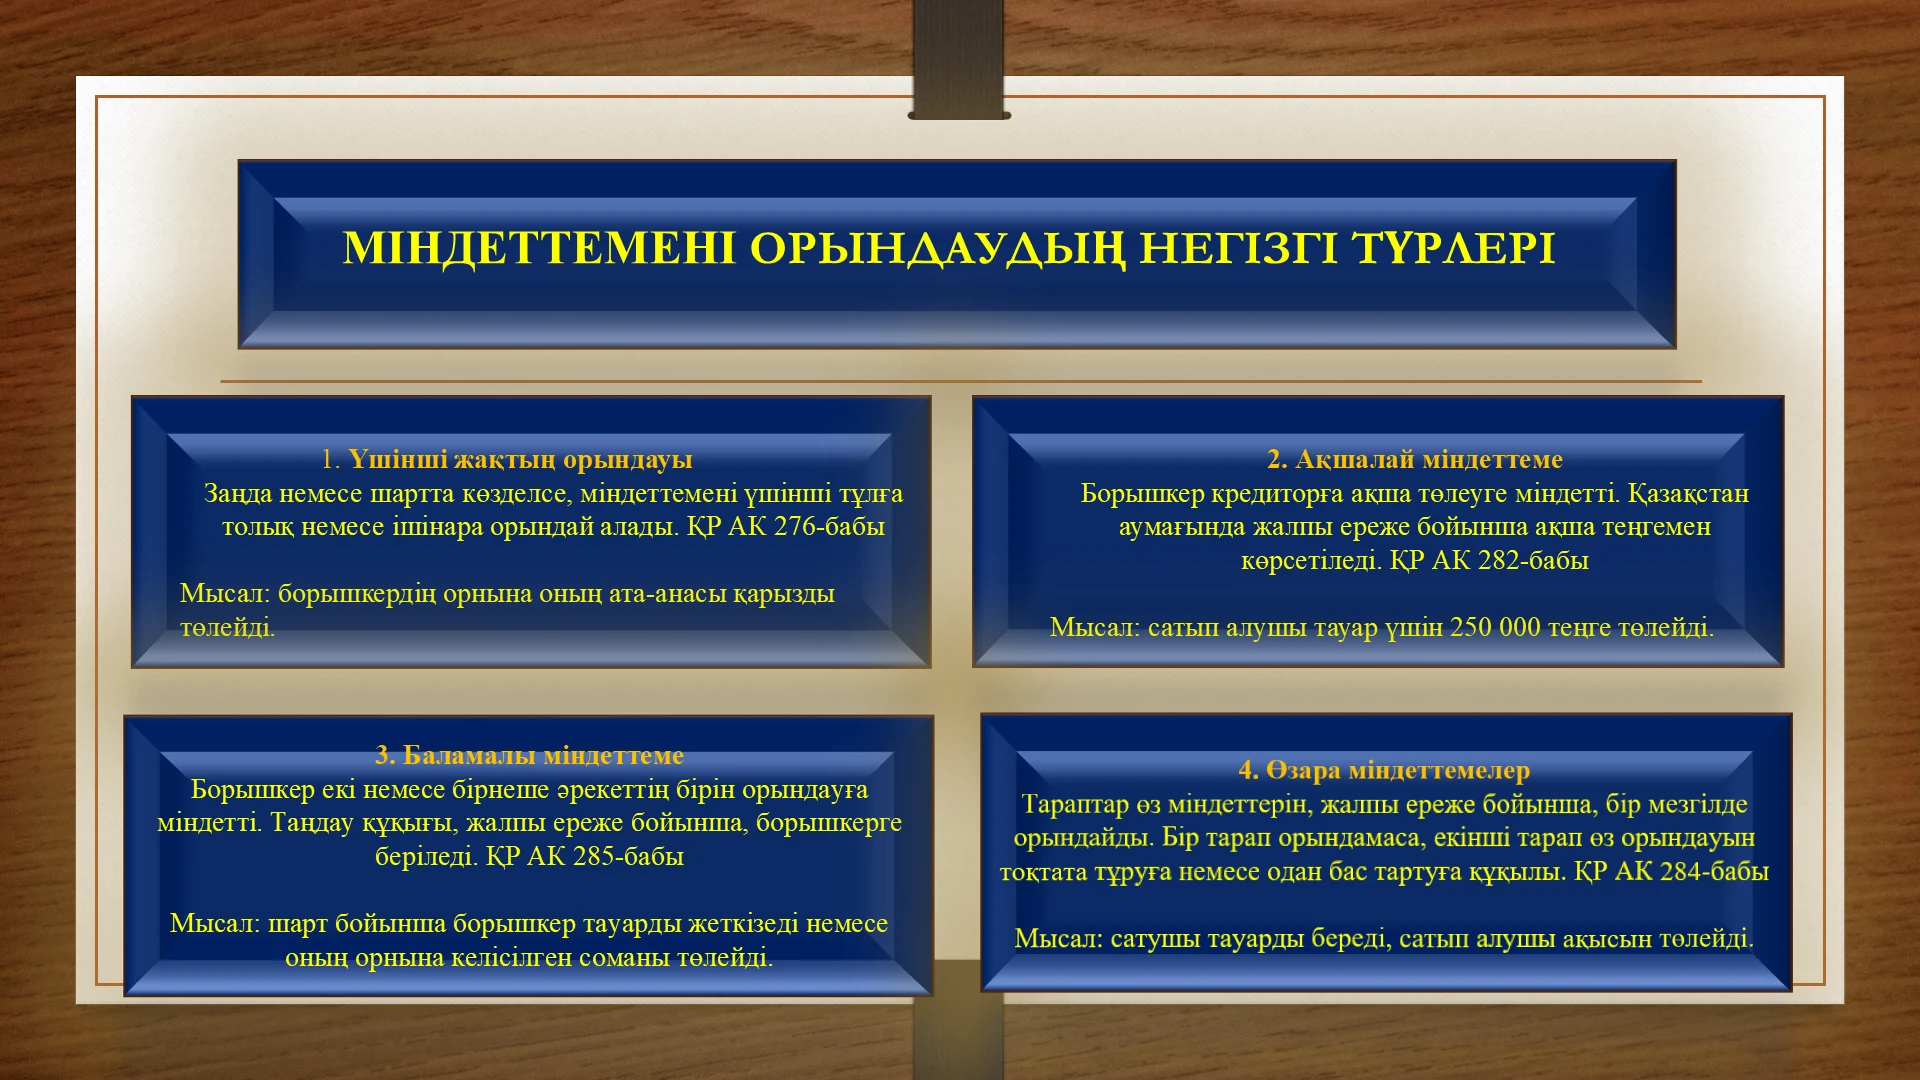 МІНДЕТТЕМЕНІ ОРЫНДАУДЫҢ НЕГІЗГІ ТҮРЛЕРІ
1. Үшінші жақтың орындауы
Заңда немесе шартта көзделсе, міндеттемені үшінші тұлға
толық немесе ішінара орындай алады. ҚР АК 276-бабы
Мысал: борышкердің орнына оның ата-анасы қарызды
төлейді.
2. Ақшалай міндеттеме
Борышкер кредиторға ақша төлеуге міндетті. Қазақстан
аумағында жалпы ереже бойынша ақша теңгемен
көрсетіледі. ҚР АК 282-бабы
Мысал: сатып алушы тауар үшін 250 000 теңге төлейді.
3. Баламалы міндеттеме
Борышкер екі немесе бірнеше әрекеттің бірін орындауға
міндетті. Таңдау құқығы, жалпы ереже бойынша, борышкерге
беріледі. ҚР АК 285-бабы
Мысал: шарт бойынша борышкер тауарды жеткізеді немесе
оның орнына келісілген соманы төлейді.
4. Өзара міндеттемелер
Тараптар өз міндеттерін, жалпы ереже бойынша, бір мезгілде
орындайды. Бір тарап орындамаса, екінші тарап өз орындауын
тоқтата тұруға немесе одан бас тартуға құқылы. ҚР АК 284-бабы
Мысал: сатушы тауарды береді, сатып алушы ақысын төлейді.